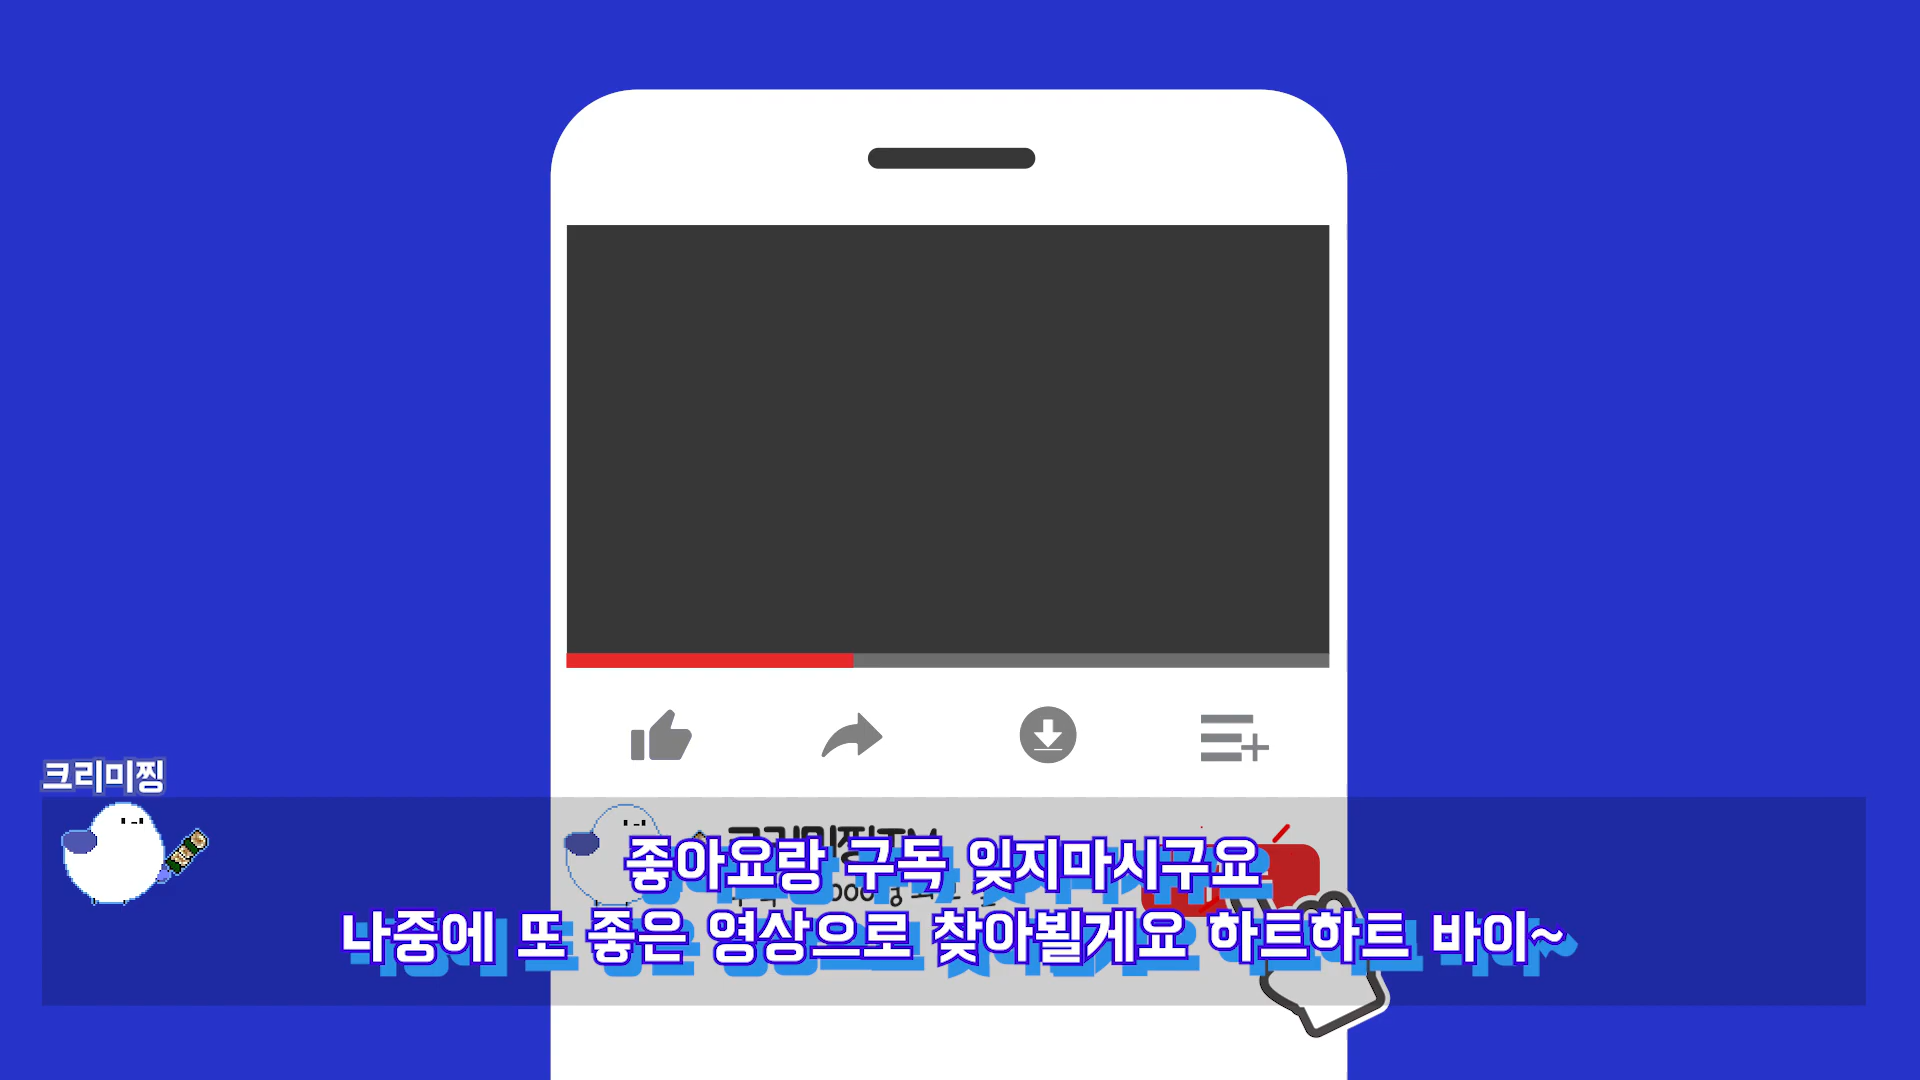 크리미찡
좋아요랑 구독 잊지마시구요
나중에 또 좋은 영상으로 찾아뵐게요 하트하트 바이~